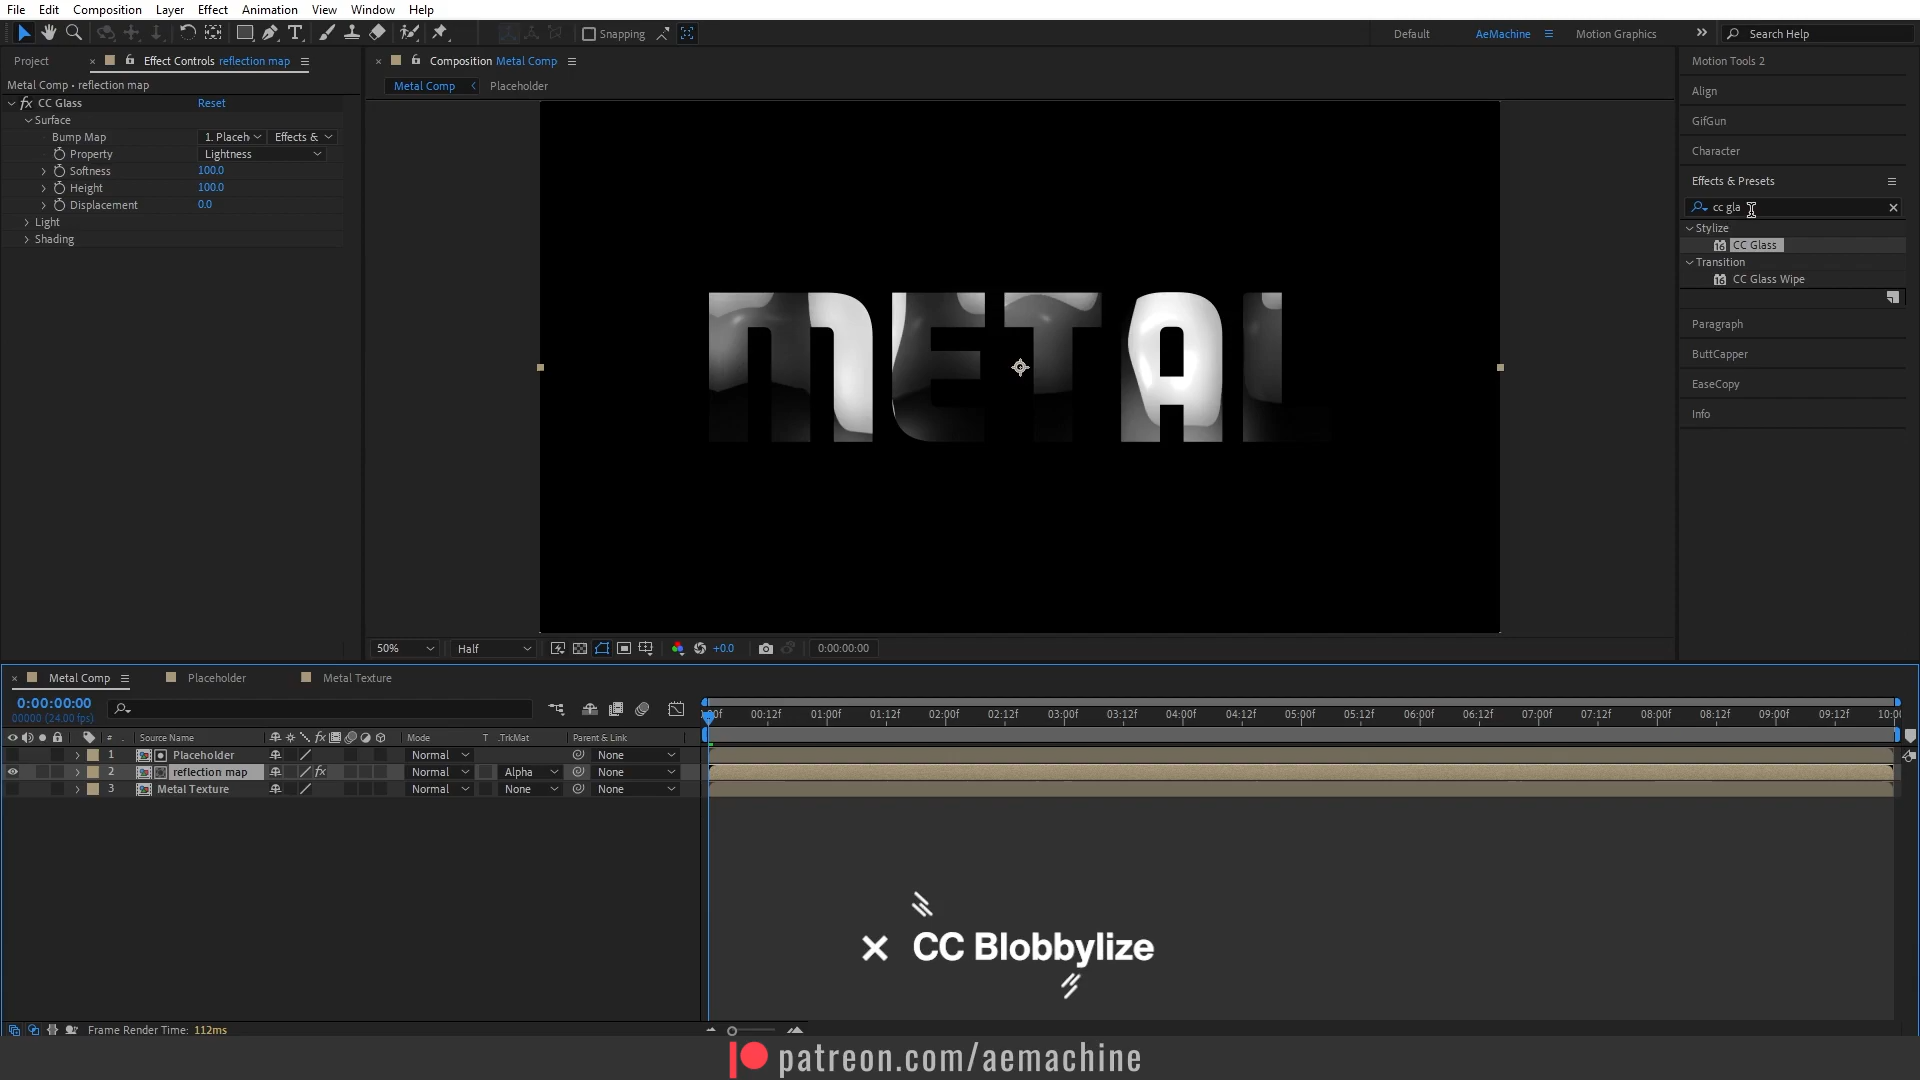 File Edit Composition Layer Effect Animation View Window Help
Snapping Default AeMachine Motion Graphics Search Help
Project Effect Controls reflection map
Metal Comp • reflection map
CC Glass Reset
Surface
Bump Map 1. Placeh Effects &
Property Lightness
Softness 100.0
Height 100.0
Displacement 0.0
Light
Shading
Composition Metal Comp
Metal Comp Placeholder
METAL
50% Half +0.0 0:00:00:00
Motion Tools 2
Align
GifGun
Character
Effects & Presets
cc gla
Stylize
CC Glass
Transition
CC Glass Wipe
Paragraph
ButtCapper
EaseCopy
Info
Metal Comp Placeholder Metal Texture
0:00:00:00
00000 (24.00 fps)
00f 00:12f 01:00f 01:12f 02:00f 02:12f 03:00f 03:12f 04:00f 04:12f 05:00f 05:12f 06:00f 06:12f 07:00f 07:12f 08:00f 08:12f 09:00f 09:12f 10:00
# Source Name Mode T .TrkMat Parent & Link
1 Placeholder Normal None
2 reflection map Normal Alpha None
3 Metal Texture Normal None None
CC Blobbylize
Frame Render Time: 112ms
patreon.com/aemachine